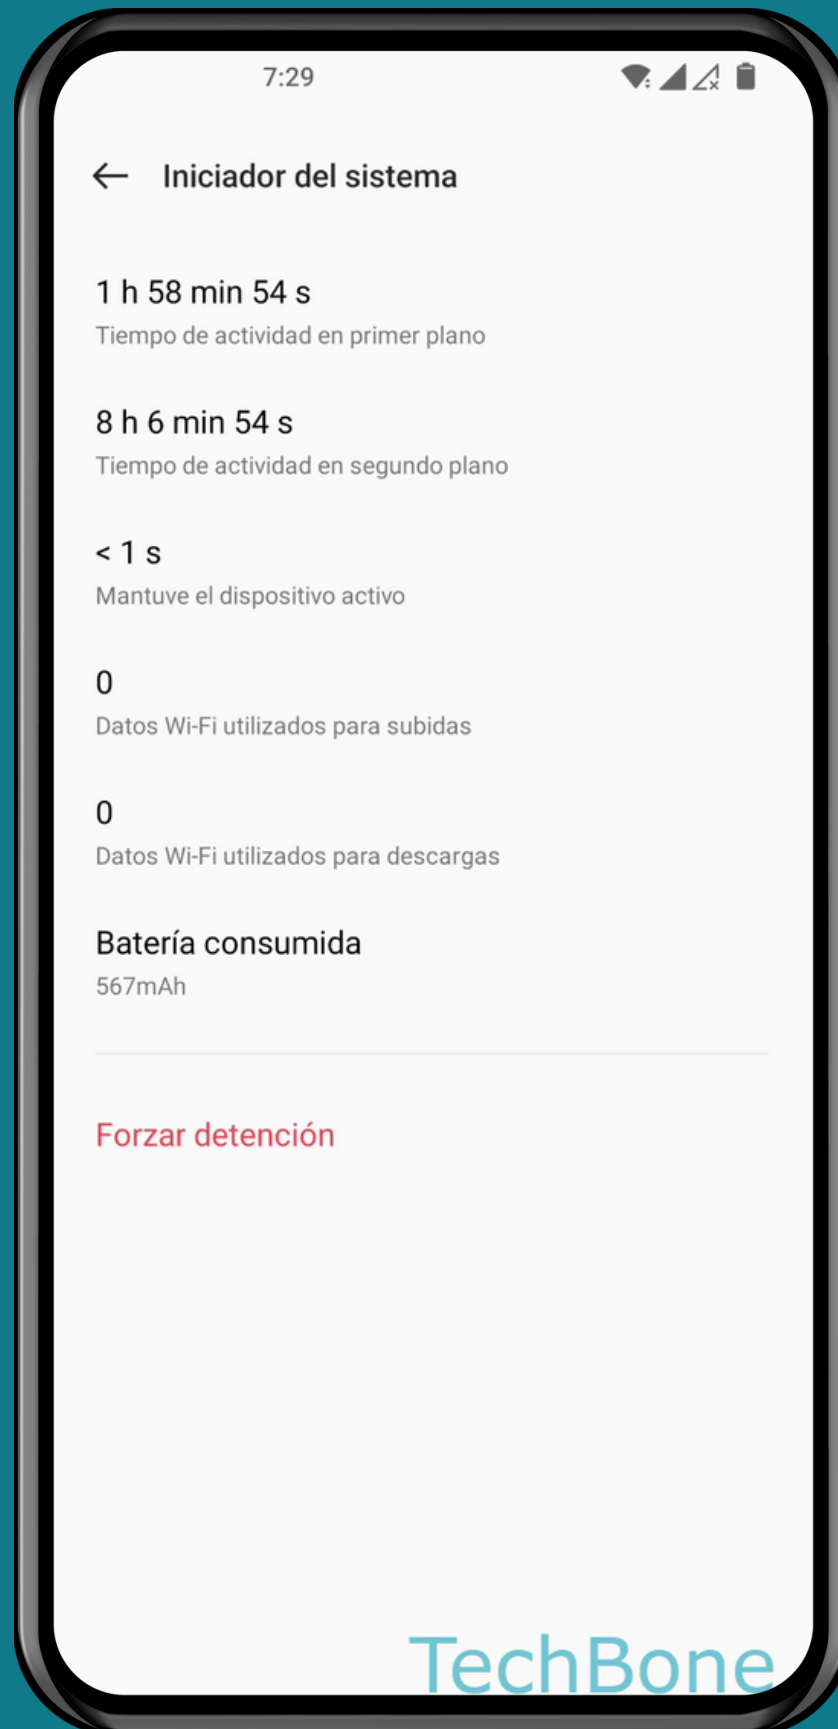 7:29
Iniciador del sistema
1 h 58 min 54 s
Tiempo de actividad en primer plano
8 h 6 min 54 s
Tiempo de actividad en segundo plano
< 1 s
Mantuve el dispositivo activo
0
Datos Wi-Fi utilizados para subidas
0
Datos Wi-Fi utilizados para descargas
Batería consumida
567mAh
Forzar detención
TechBone